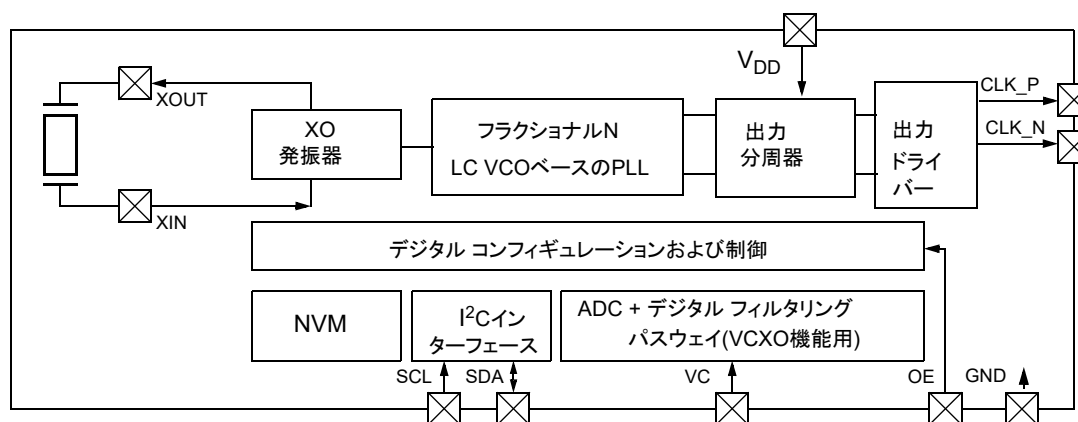 VDD
XOUT
XO
発振器
フラクショナルN
LC VCOベースのPLL
出力
分周器
出力
ドライ
バー
CLK_P
CLK_N
XIN
デジタル コンフィギュレーションおよび制御
NVM
I²Cイン
ターフェース
ADC + デジタル フィルタリング
パスウェイ(VCXO機能用)
SCL
SDA
VC
OE
GND